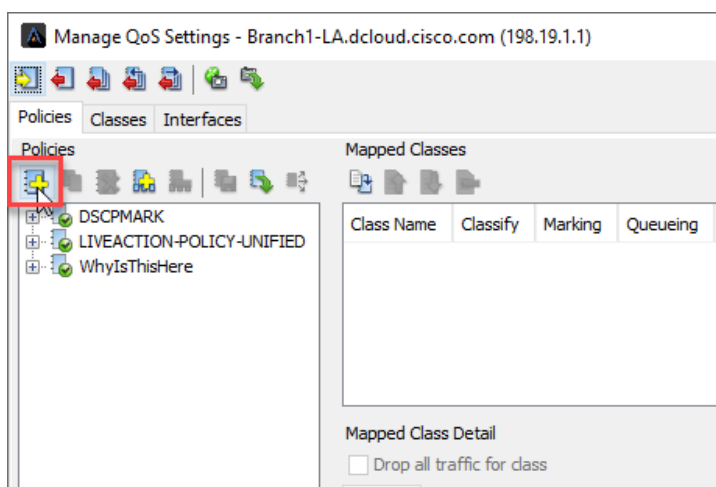 Manage QoS Settings - Branch1-LA.dcloud.cisco.com (198.19.1.1)
Policies Classes Interfaces
Policies
DSCPMARK
LIVEACTION-POLICY-UNIFIED
WhyIsThisHere
Mapped Classes
Class Name Classify Marking Queueing
Mapped Class Detail
Drop all traffic for class